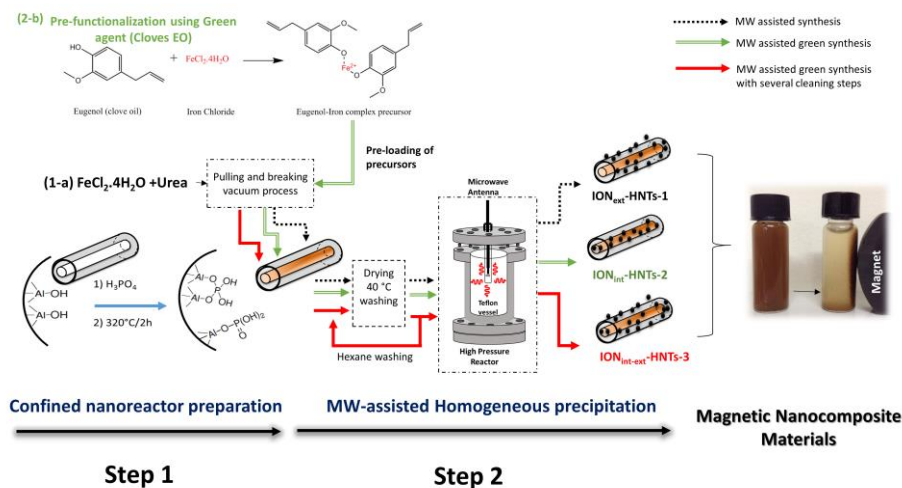 (2-b) Pre-functionalization using Green
agent (Cloves EO)
HO
O
+ FeCl₂.4H₂O
O
O
Fe²⁺
O
O
Eugenol (clove oil)
Iron Chloride
Eugenol-Iron complex precursor
MW assisted synthesis
MW assisted green synthesis
MW assisted green synthesis
with several cleaning steps
Pre-loading of
precursors
(1-a) FeCl₂.4H₂O +Urea
Pulling and breaking
vacuum process
Al-OH
Al-OH
1) H₃PO₄
2) 320°C/2h
Al-O
Al-O
P
O
OH
OH
Al-O-P(OH)₂
O
Drying
40 °C
washing
Hexane washing
Microwave
Antenna
Teflon
vessel
High Pressure
Reactor
IONext-HNTs-1
IONint-HNTs-2
IONint-ext-HNTs-3
Magnet
Confined nanoreactor preparation
MW-assisted Homogeneous precipitation
Magnetic Nanocomposite
Materials
Step 1
Step 2